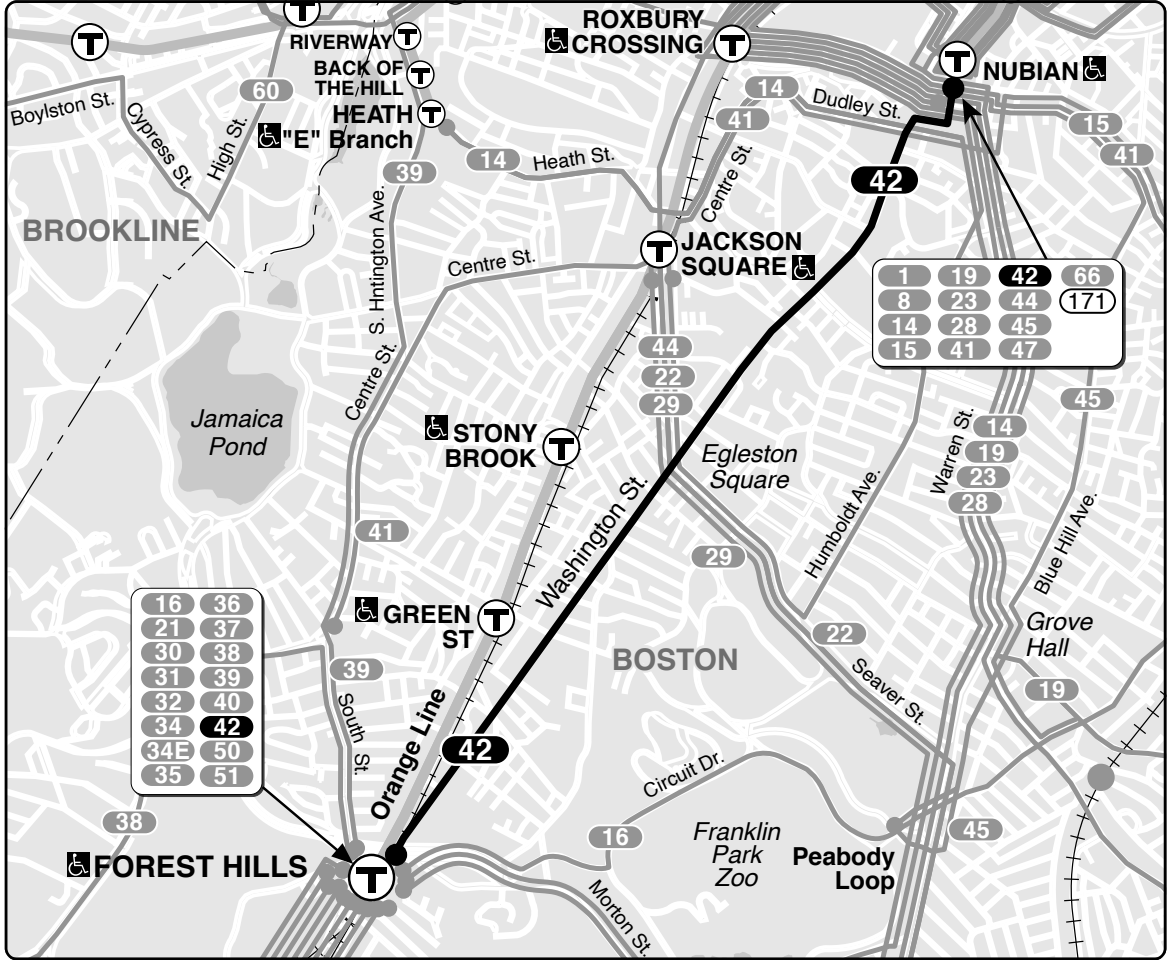 T
T
RIVERWAY T
BACK OF
THE HILL T
HEATH T
"E" Branch
ROXBURY
CROSSING T
T
NUBIAN
Boylston St.
Cypress St.
High St.
60
39
14
Heath St.
14
41
Dudley St.
Centre St.
15
41
42
BROOKLINE
S. Hntington Ave.
Centre St.
T JACKSON
SQUARE
1 19 42 66
8 23 44 171
14 28 45
15 41 47
44
22
29
Centre St.
Jamaica
Pond
STONY
BROOK T
Egleston
Square
45
Warren St.
14
19
23
28
Humboldt Ave.
Blue Hill Ave.
41
Washington St.
29
16 36
21 37
30 38
31 39
32 40
34 42
34E 50
35 51
GREEN
ST T
22
Grove
Hall
BOSTON
39
South St.
Seaver St.
19
Orange Line
42
Circuit Dr.
38
16
Franklin
Park
Zoo
45
Peabody
Loop
FOREST HILLS T
Morton St.